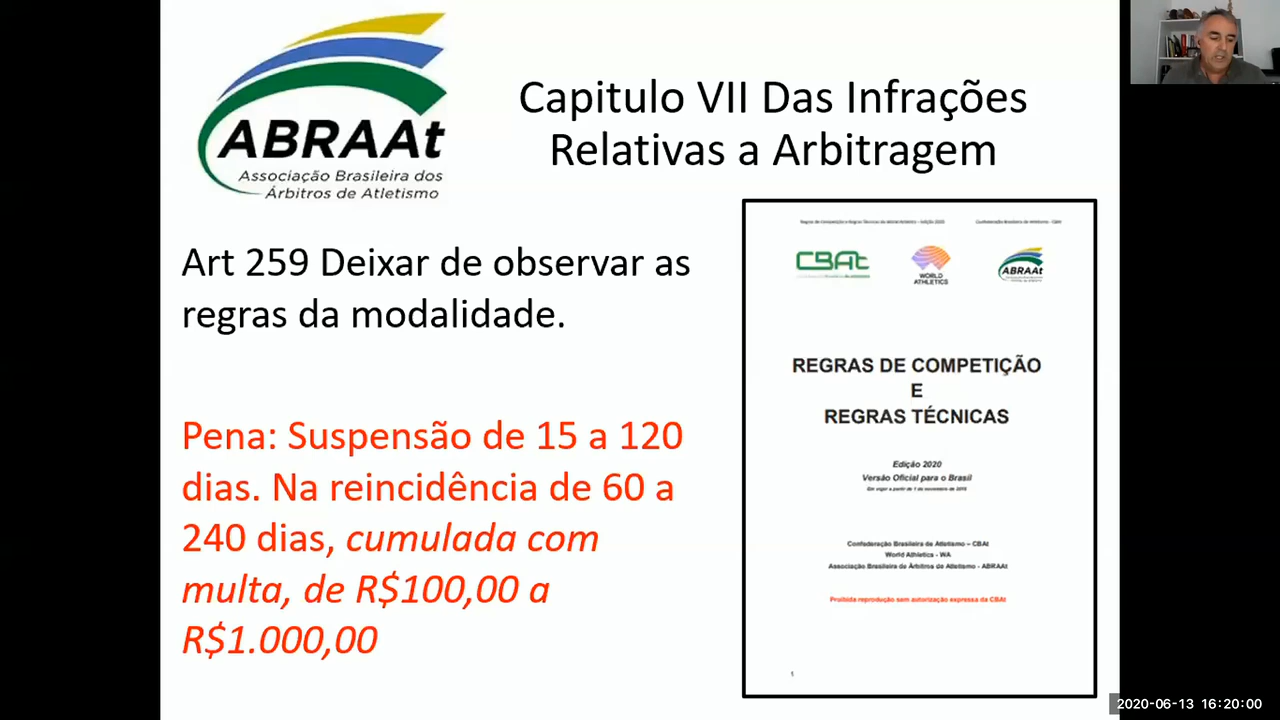 ABRAAt
Associação Brasileira dos
Árbitros de Atletismo
Capitulo VII Das Infrações
Relativas a Arbitragem
Art 259 Deixar de observar as
regras da modalidade.
Pena: Suspensão de 15 a 120
dias. Na reincidência de 60 a
240 dias, cumulada com
multa, de R$100,00 a
R$1.000,00
CBAt
WORLD
ATHLETICS
ABRAAt
REGRAS DE COMPETIÇÃO
E
REGRAS TÉCNICAS
Edição 2020
Versão Oficial para o Brasil
Confederação Brasileira de Atletismo – CBAt
World Athletics - WA
Associação Brasileira de Árbitros de Atletismo - ABRAAt
Proibida reprodução sem autorização expressa da CBAt
1
2020-06-13 16:20:00